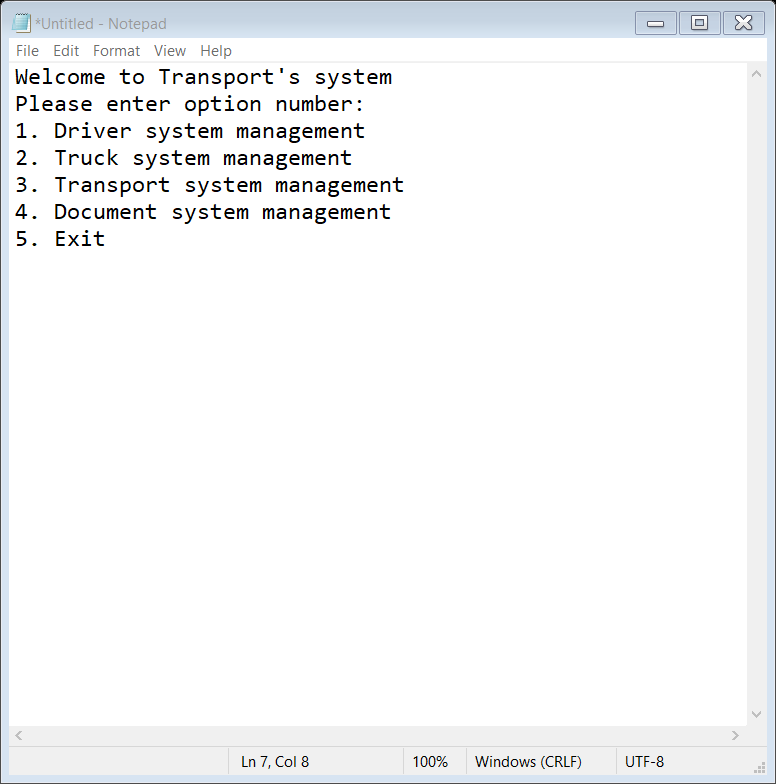 *Untitled - Notepad
File Edit Format View Help
Welcome to Transport's system
Please enter option number:
1. Driver system management
2. Truck system management
3. Transport system management
4. Document system management
5. Exit
Ln 7, Col 8 100% Windows (CRLF) UTF-8